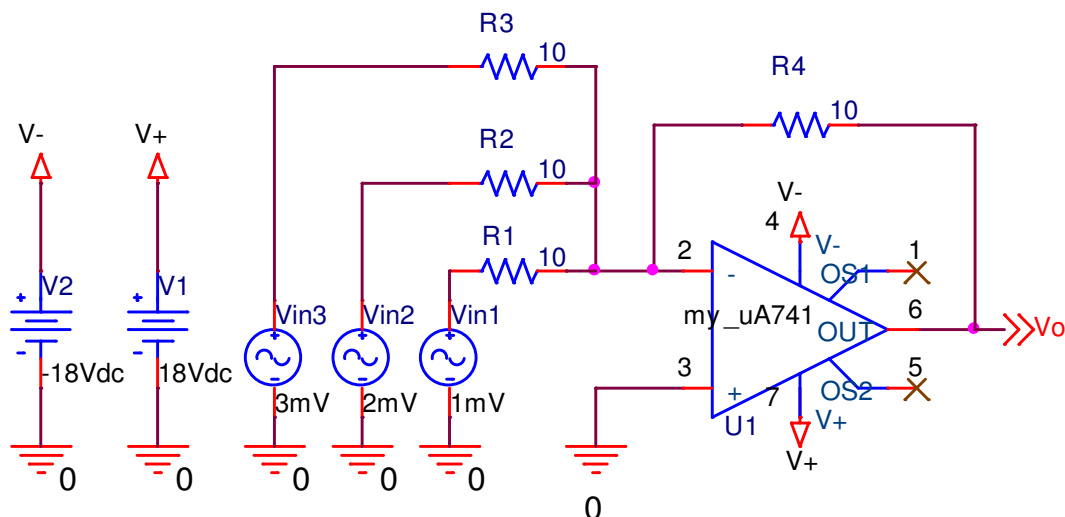 R3
10
R4
10
V-
V+
R2
10
V-
4
V-
R1
10
2
-
OS1
1
V2
V1
Vin3
Vin2
Vin1
my_uA741
OUT
6
Vo
+
-
+
-
+
-
+
-
+
-
-18Vdc
18Vdc
3mV
2mV
1mV
3
+
7
OS2
5
U1
V+
V+
0
0
0
0
0
0